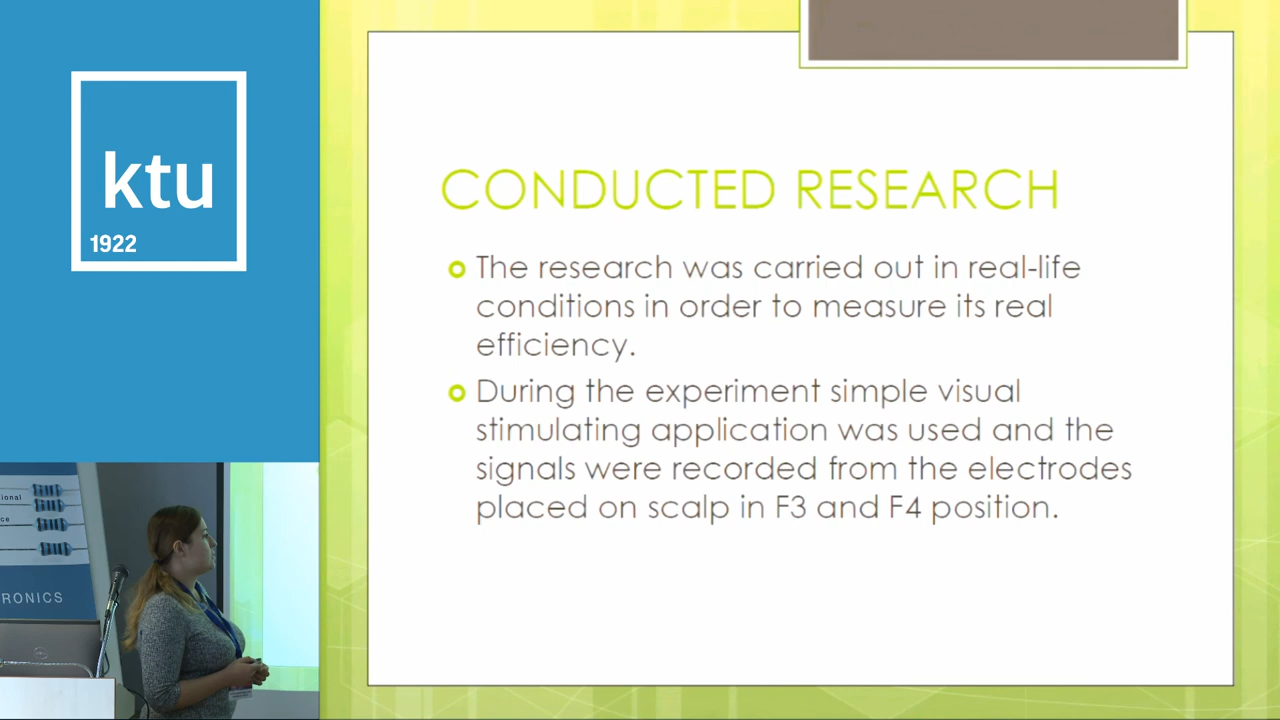 ktu
1922
CONDUCTED RESEARCH
The research was carried out in real-life
conditions in order to measure its real
efficiency.
During the experiment simple visual
stimulating application was used and the
signals were recorded from the electrodes
placed on scalp in F3 and F4 position.
ional
ce
RONICS